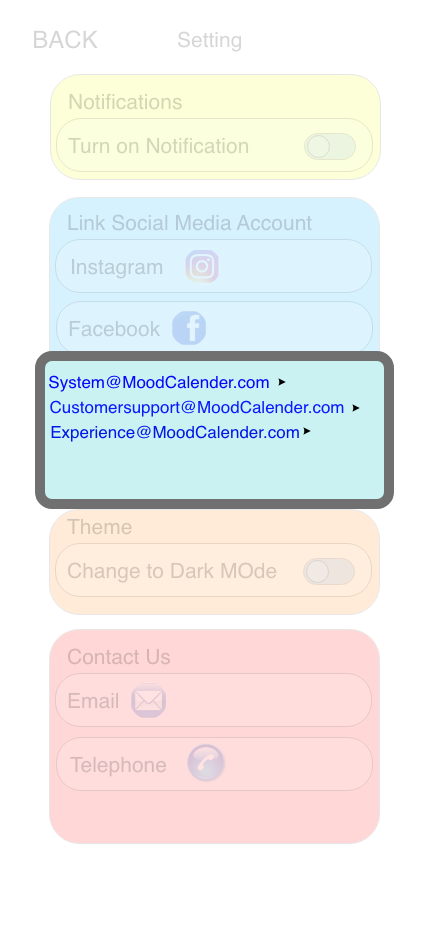 BACK Setting
Notifications
Turn on Notification
Link Social Media Account
Instagram
Facebook
System@MoodCalender.com
Customersupport@MoodCalender.com
Experience@MoodCalender.com
Theme
Change to Dark MOde
Contact Us
Email
Telephone